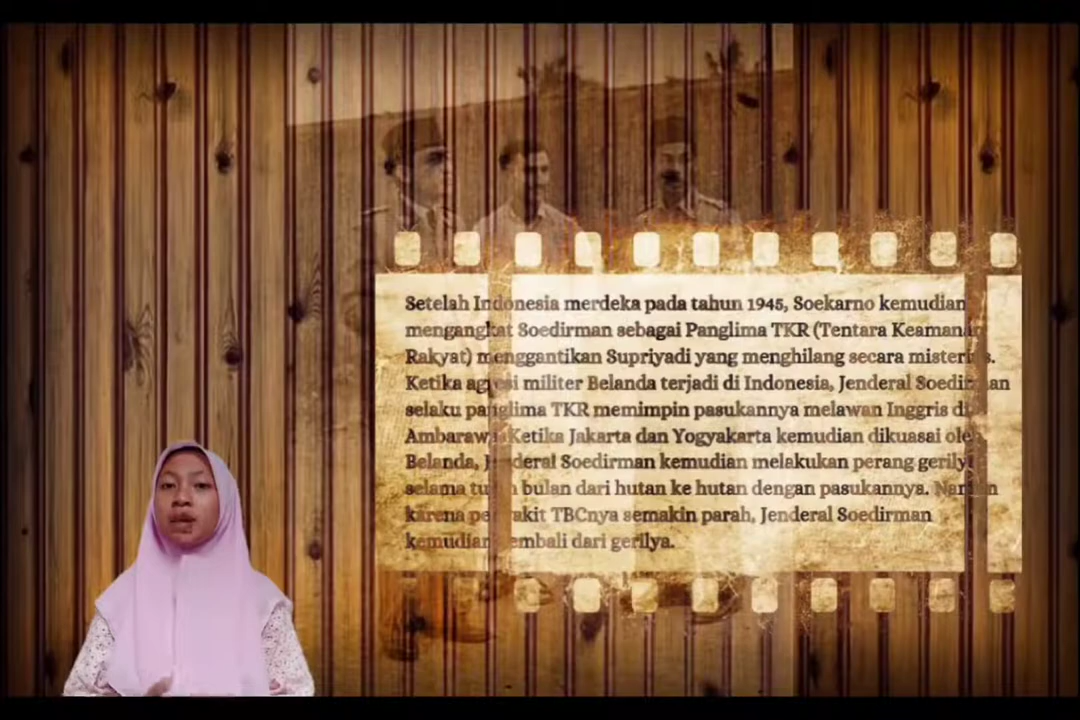 Setelah Indonesia merdeka pada tahun 1945, Soekarno kemudian
mengangkat Soedirman sebagai Panglima TKR (Tentara Keamanan
Rakyat) menggantikan Supriyadi yang menghilang secara misterius.
Ketika agresi militer Belanda terjadi di Indonesia, Jenderal Soedirman
selaku panglima TKR memimpin pasukannya melawan Inggris di
Ambarawa. Ketika Jakarta dan Yogyakarta kemudian dikuasai oleh
Belanda, Jenderal Soedirman kemudian melakukan perang gerilya
selama tujuh bulan dari hutan ke hutan dengan pasukannya. Namun
karena penyakit TBCnya semakin parah, Jenderal Soedirman
kemudian kembali dari gerilya.